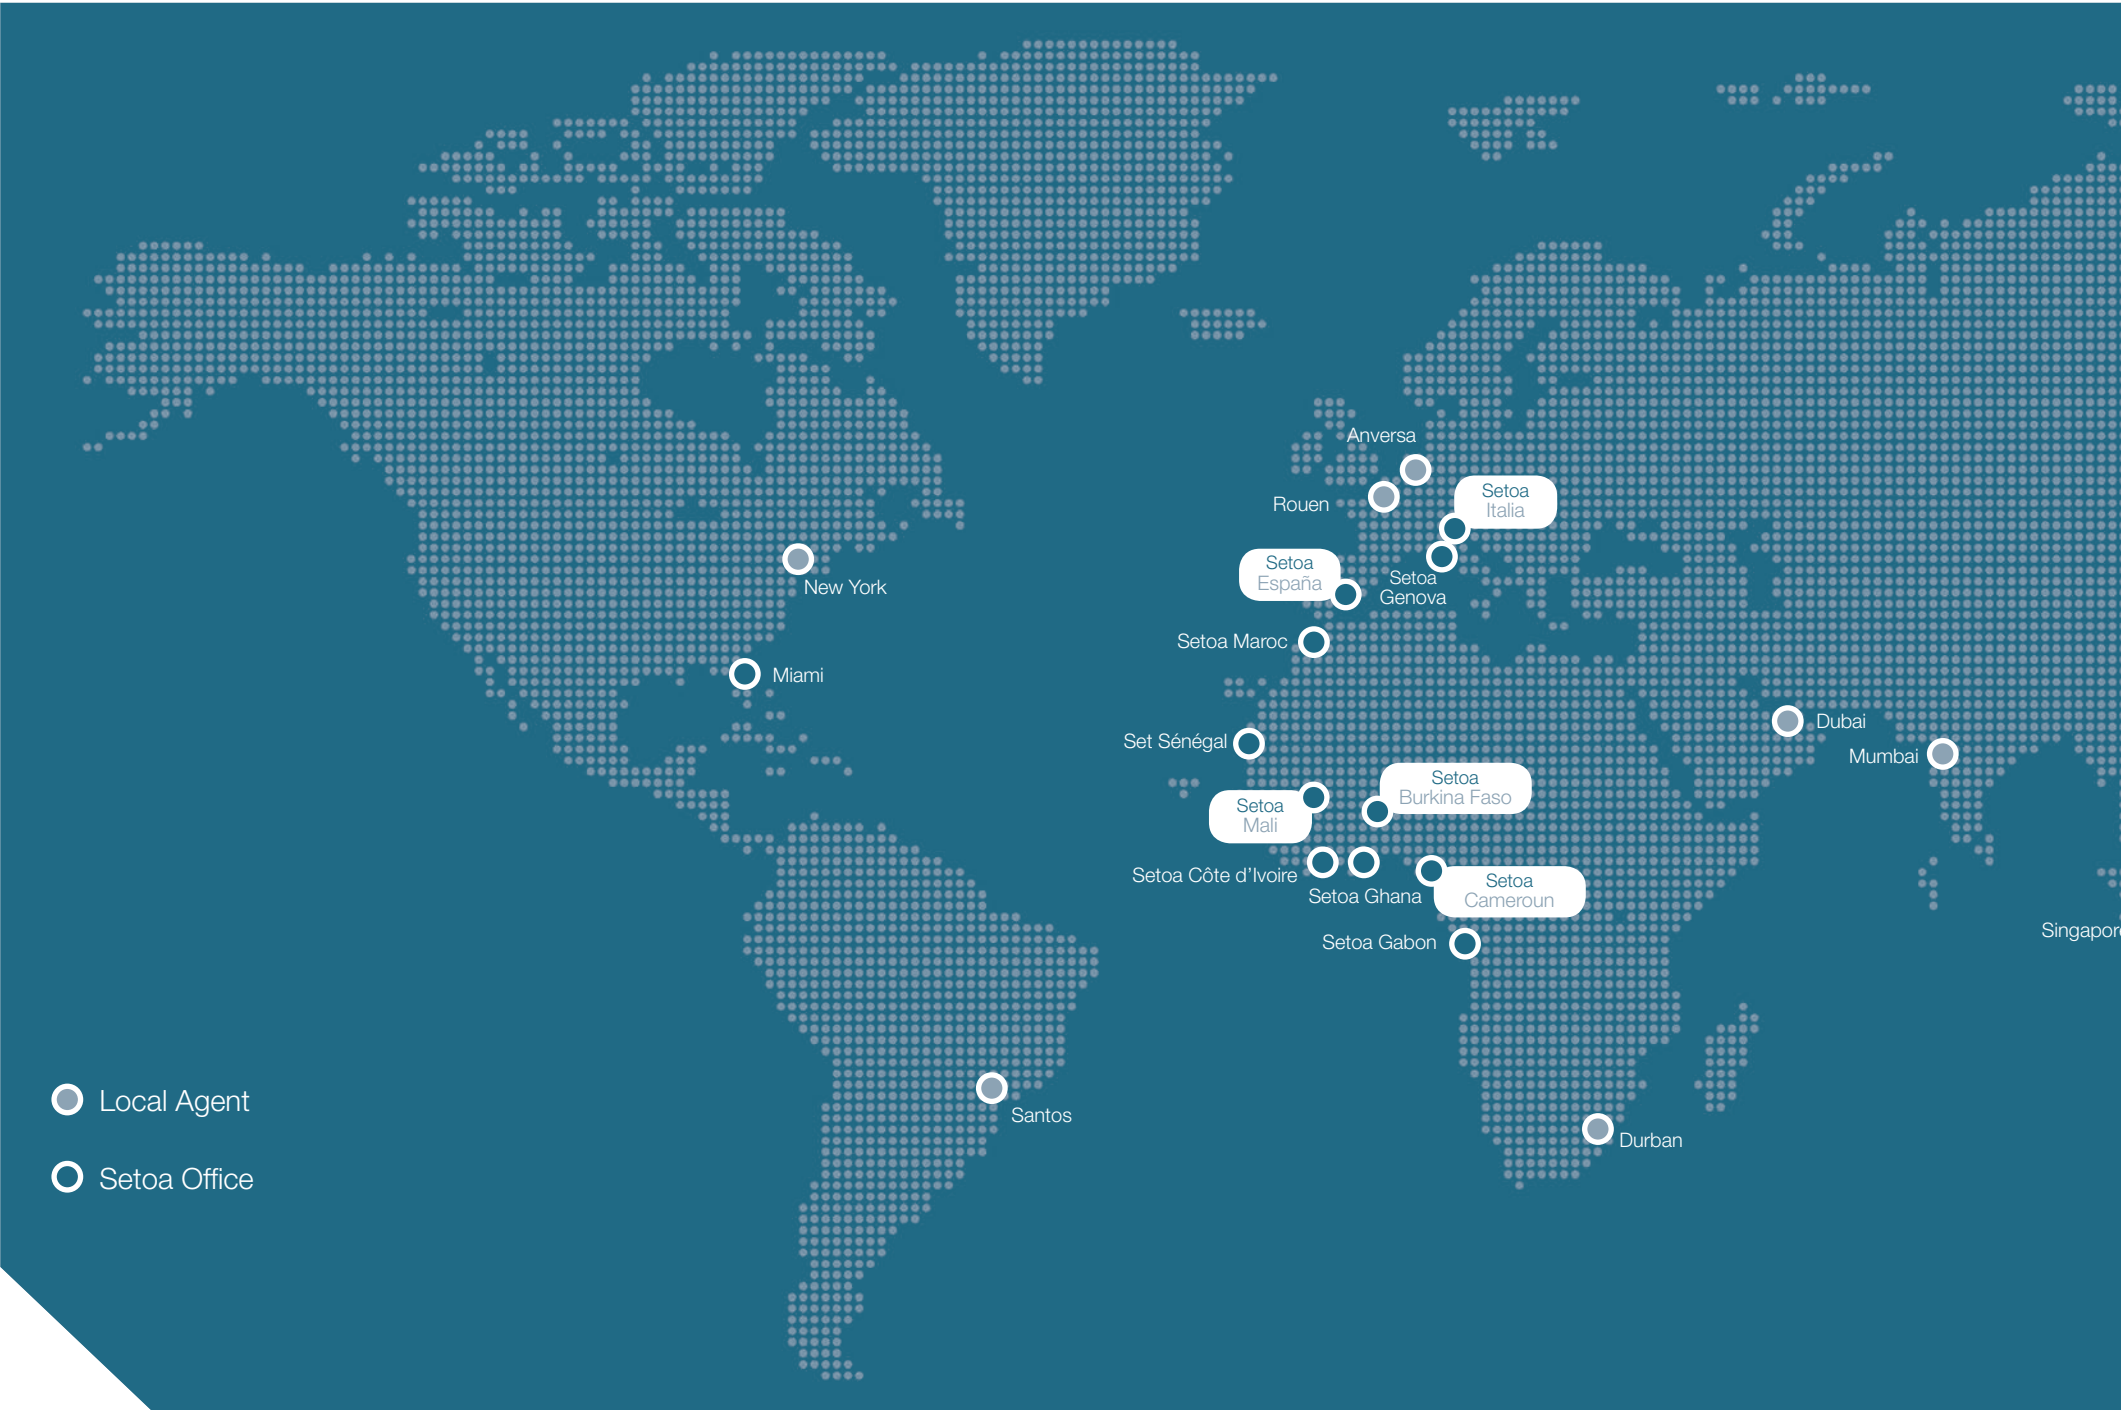 Anversa
Rouen
Setoa
Italia
Setoa
España
Setoa
Genova
New York
Setoa Maroc
Miami
Set Sénégal
Dubai
Mumbai
Setoa
Burkina Faso
Setoa
Mali
Setoa Côte d’Ivoire
Setoa Ghana
Setoa
Cameroun
Setoa Gabon
Singapor
Local Agent
Santos
Durban
Setoa Office